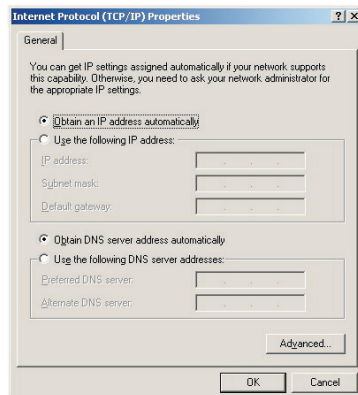 Internet Protocol (TCP/IP) Properties
General
You can get IP settings assigned automatically if your network supports
this capability. Otherwise, you need to ask your network administrator for
the appropriate IP settings.
Obtain an IP address automatically
Use the following IP address:
IP address:
Subnet mask:
Default gateway:
Obtain DNS server address automatically
Use the following DNS server addresses:
Preferred DNS server:
Alternate DNS server:
Advanced...
OK Cancel